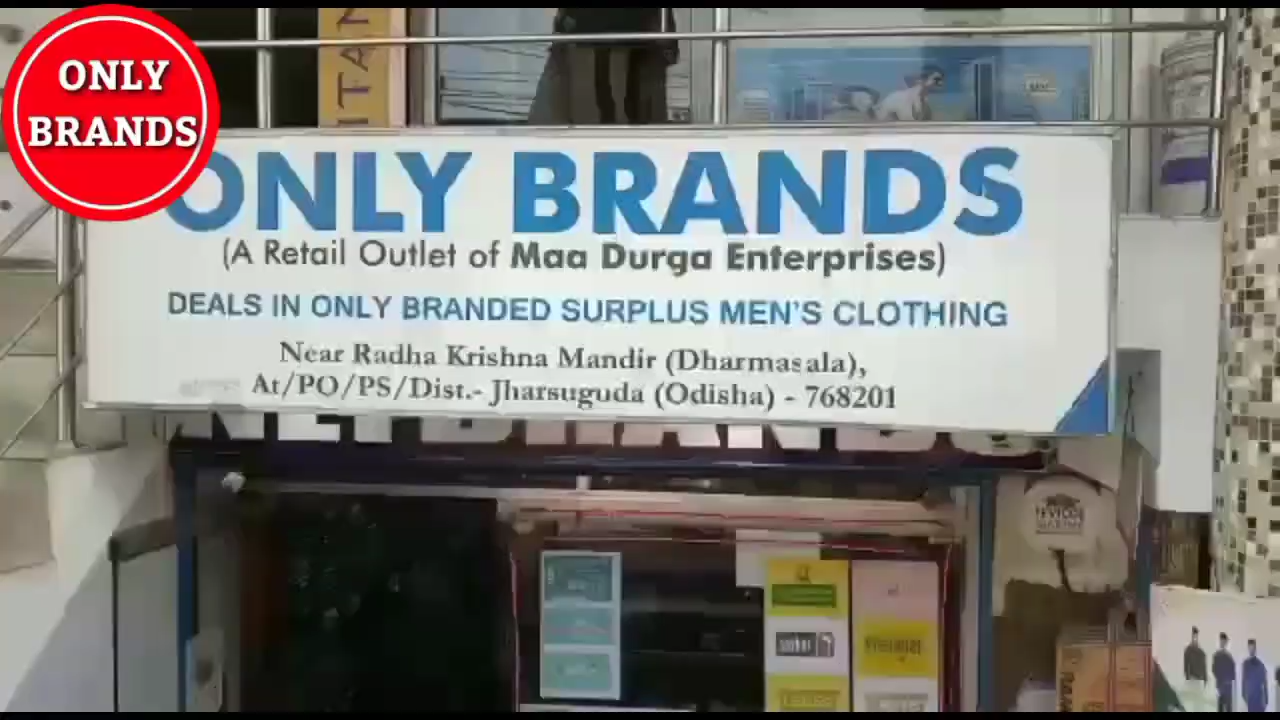 ONLY
BRANDS
ITAN
ONLY BRANDS
(A Retail Outlet of Maa Durga Enterprises)
DEALS IN ONLY BRANDED SURPLUS MEN'S CLOTHING
Near Radha Krishna Mandir (Dharmasala),
At/PO/PS/Dist.- Jharsuguda (Odisha) - 768201